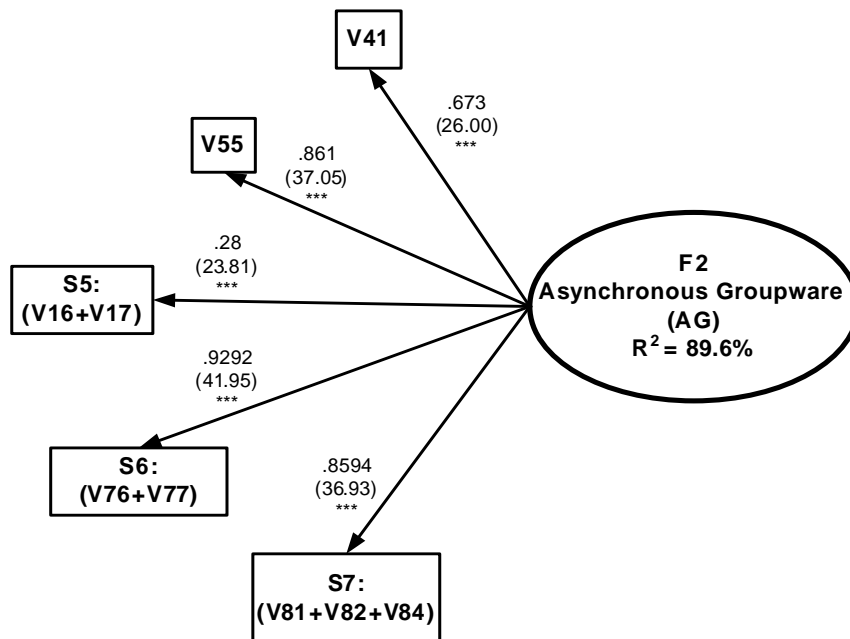 V41
.673
(26.00)
***
V55
.861
(37.05)
***
.28
(23.81)
***
S5:
(V16+V17)
F2
Asynchronous Groupware
(AG)
R² = 89.6%
.9292
(41.95)
***
S6:
(V76+V77)
.8594
(36.93)
***
S7:
(V81+V82+V84)